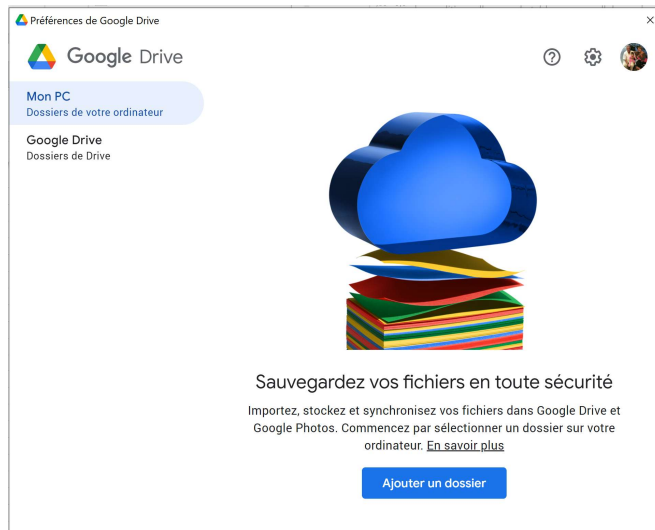 Préférences de Google Drive
Google Drive
Mon PC
Dossiers de votre ordinateur
Google Drive
Dossiers de Drive
Sauvegardez vos fichiers en toute sécurité
Importez, stockez et synchronisez vos fichiers dans Google Drive et
Google Photos. Commencez par sélectionner un dossier sur votre
ordinateur. En savoir plus
Ajouter un dossier